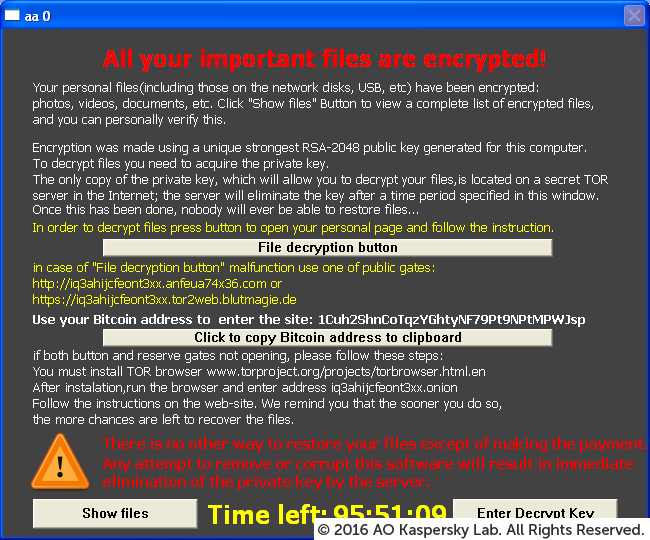 aa 0
All your important files are encrypted!
Your personal files(including those on the network disks, USB, etc) have been encrypted:
photos, videos, documents, etc. Click "Show files" Button to view a complete list of encrypted files,
and you can personally verify this.
Encryption was made using a unique strongest RSA-2048 public key generated for this computer.
To decrypt files you need to acquire the private key.
The only copy of the private key, which will allow you to decrypt your files,is located on a secret TOR
server in the Internet; the server will eliminate the key after a time period specified in this window.
Once this has been done, nobody will ever be able to restore files...
In order to decrypt files press button to open your personal page and follow the instruction.
File decryption button
in case of "File decryption button" malfunction use one of public gates:
http://iq3ahijcfeont3xx.anfeua74x36.com or
https://iq3ahijcfeont3xx.tor2web.blutmagie.de
Use your Bitcoin address to enter the site: 1Cuh2ShnCoTqzYGhtyNF79Pt9NPtMPWJsp
Click to copy Bitcoin address to clipboard
if both button and reserve gates not opening, please follow these steps:
You must install TOR browser www.torproject.org/projects/torbrowser.html.en
After instalation,run the browser and enter address iq3ahijcfeont3xx.onion
Follow the instructions on the web-site. We remind you that the sooner you do so,
the more chances are left to recover the files.
There is no other way to restore your files except of making the payment.
Any attempt to remove or corrupt this software will result in immediate
elimination of the private key by the server.
Show files
Time left: 95:51:09
Enter Decrypt Key
© 2016 AO Kaspersky Lab. All Rights Reserved.